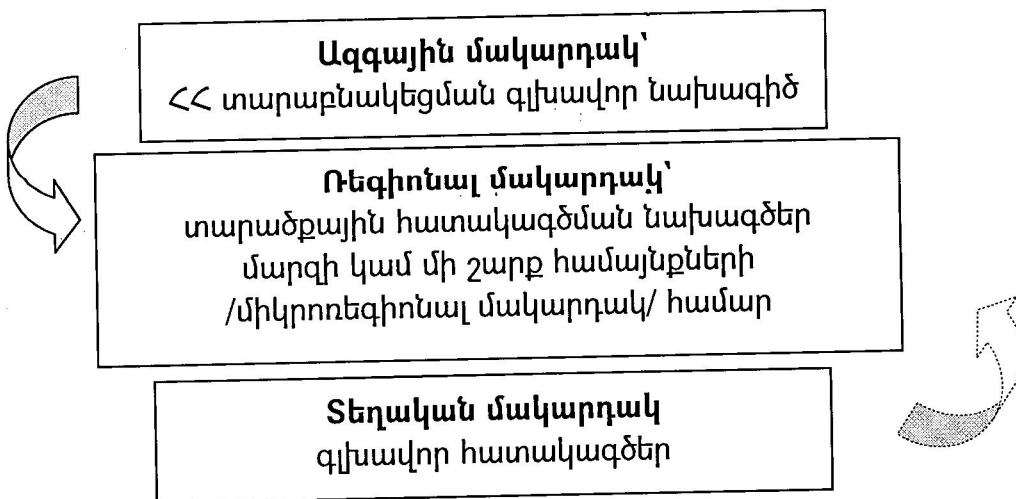 Ազգային մակարդակ՝
ՀՀ տարաբնակեցման գլխավոր նախագիծ
Ռեգիոնալ մակարդակ՝
տարածքային հատակագծման նախագծեր
մարզի կամ մի շարք համայնքների
/միկրոռեգիոնալ մակարդակ/ համար
Տեղական մակարդակ
գլխավոր հատակագծեր